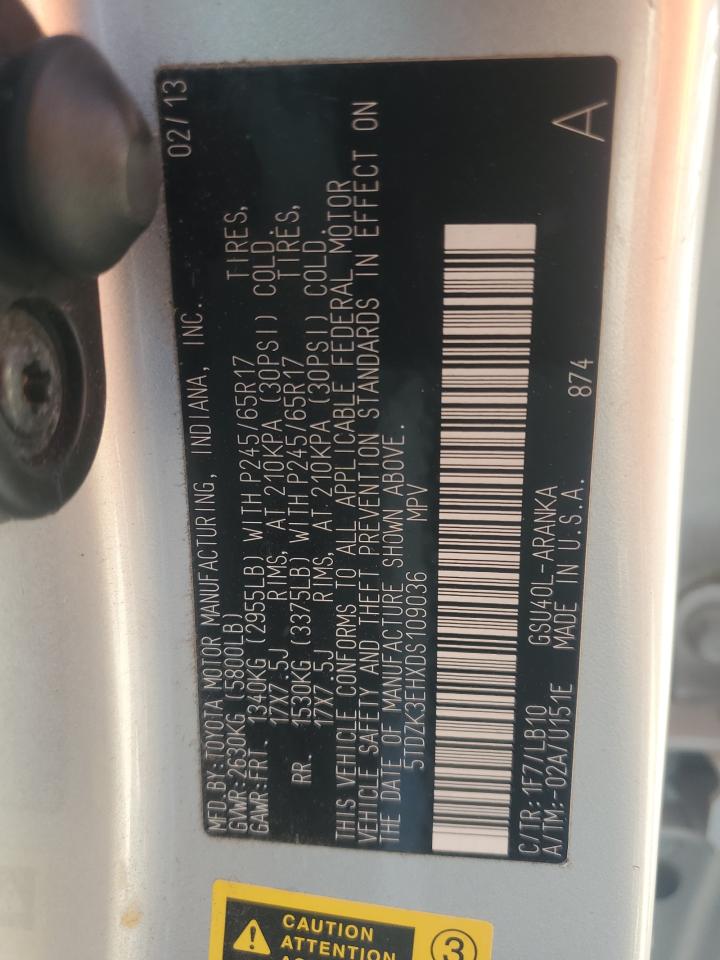 MFD. BY:TOYOTA MOTOR MANUFACTURING, INDIANA, INC. 02/13
GVWR:2630KG (5800LB)
GAWR:FRT. 1340KG (2955LB) WITH P245/65R17 TIRES,
17X7.5J RIMS, AT 210KPA (30PSI) COLD
RR. 1530KG (3375LB) WITH P245/65R17 TIRES,
17X7.5J RIMS, AT 210KPA (30PSI) COLD.
THIS VEHICLE CONFORMS TO ALL APPLICABLE FEDERAL MOTOR
VEHICLE SAFETY AND THEFT PREVENTION STANDARDS IN EFFECT ON
THE DATE OF MANUFACTURE SHOWN ABOVE.
5TDZK3EHXDS109036 MPV
C/TR:1F7/LB10 GSU40L-ARANKA 874 A
A/TM:-02A/U151E MADE IN U.S.A.
CAUTION
ATTENTION
3